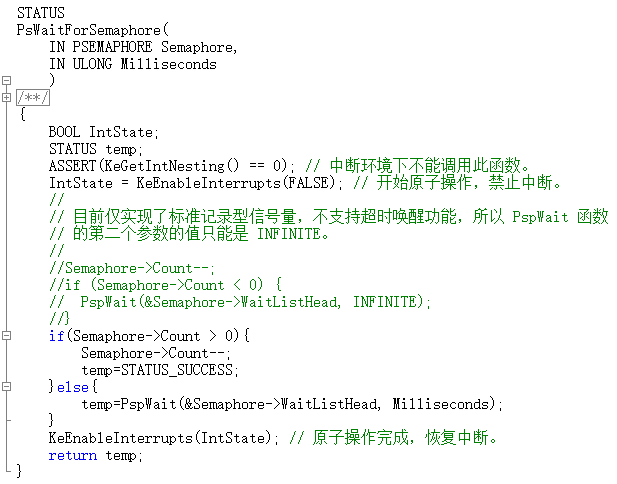 STATUS
PsWaitForSemaphore(
    IN PSEMAPHORE Semaphore,
    IN ULONG Milliseconds
    )
/**/
{
    BOOL IntState;
    STATUS temp;
    ASSERT(KeGetIntNesting() == 0); // 中断环境下不能调用此函数。
    IntState = KeEnableInterrupts(FALSE); // 开始原子操作，禁止中断。
    //
    // 目前仅实现了标准记录型信号量，不支持超时唤醒功能，所以 PspWait 函数
    // 的第二个参数的值只能是 INFINITE。
    //
    //Semaphore->Count--;
    //if (Semaphore->Count < 0) {
    //  PspWait(&Semaphore->WaitListHead, INFINITE);
    //}
    if(Semaphore->Count > 0){
        Semaphore->Count--;
        temp=STATUS_SUCCESS;
    }else{
        temp=PspWait(&Semaphore->WaitListHead, Milliseconds);
    }
    KeEnableInterrupts(IntState); // 原子操作完成，恢复中断。
    return temp;
}